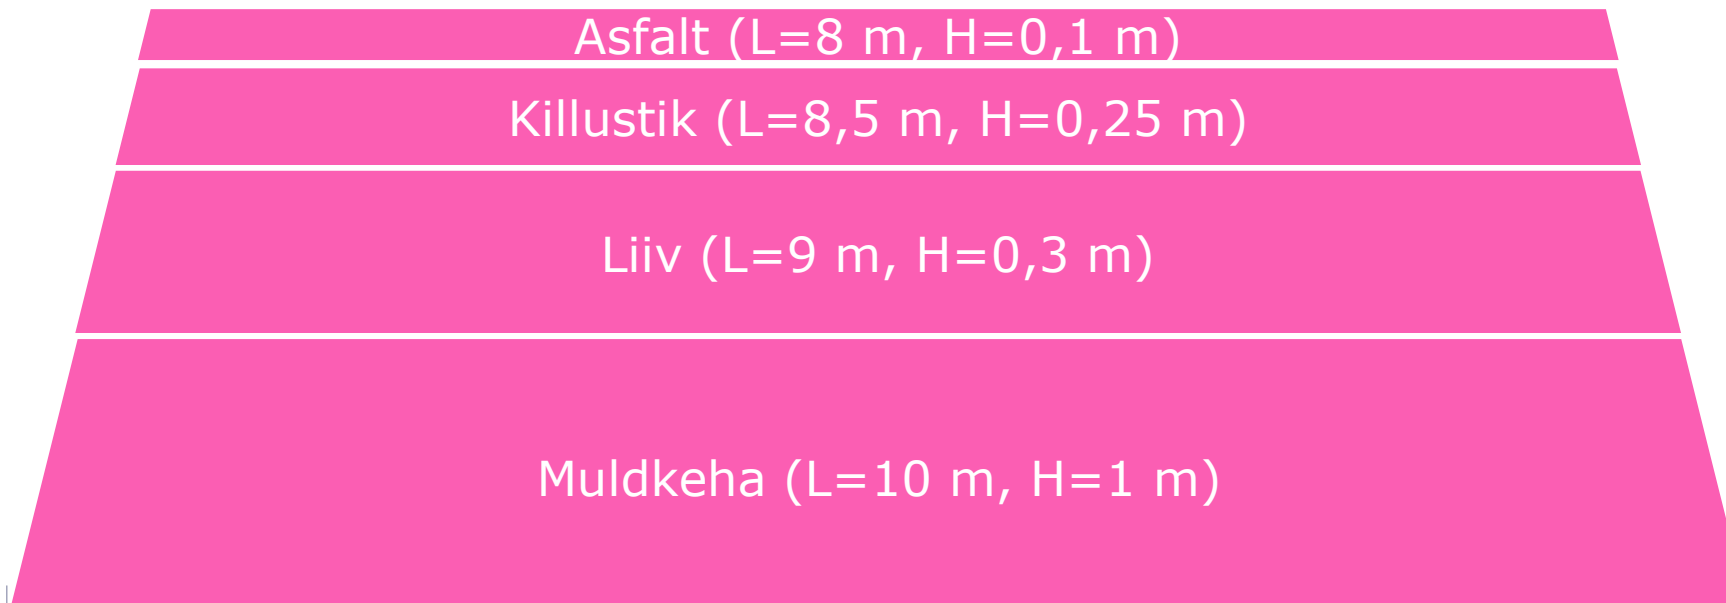 Asfalt (L=8 m, H=0,1 m)
Killustik (L=8,5 m, H=0,25 m)
Liiv (L=9 m, H=0,3 m)
Muldkeha (L=10 m, H=1 m)